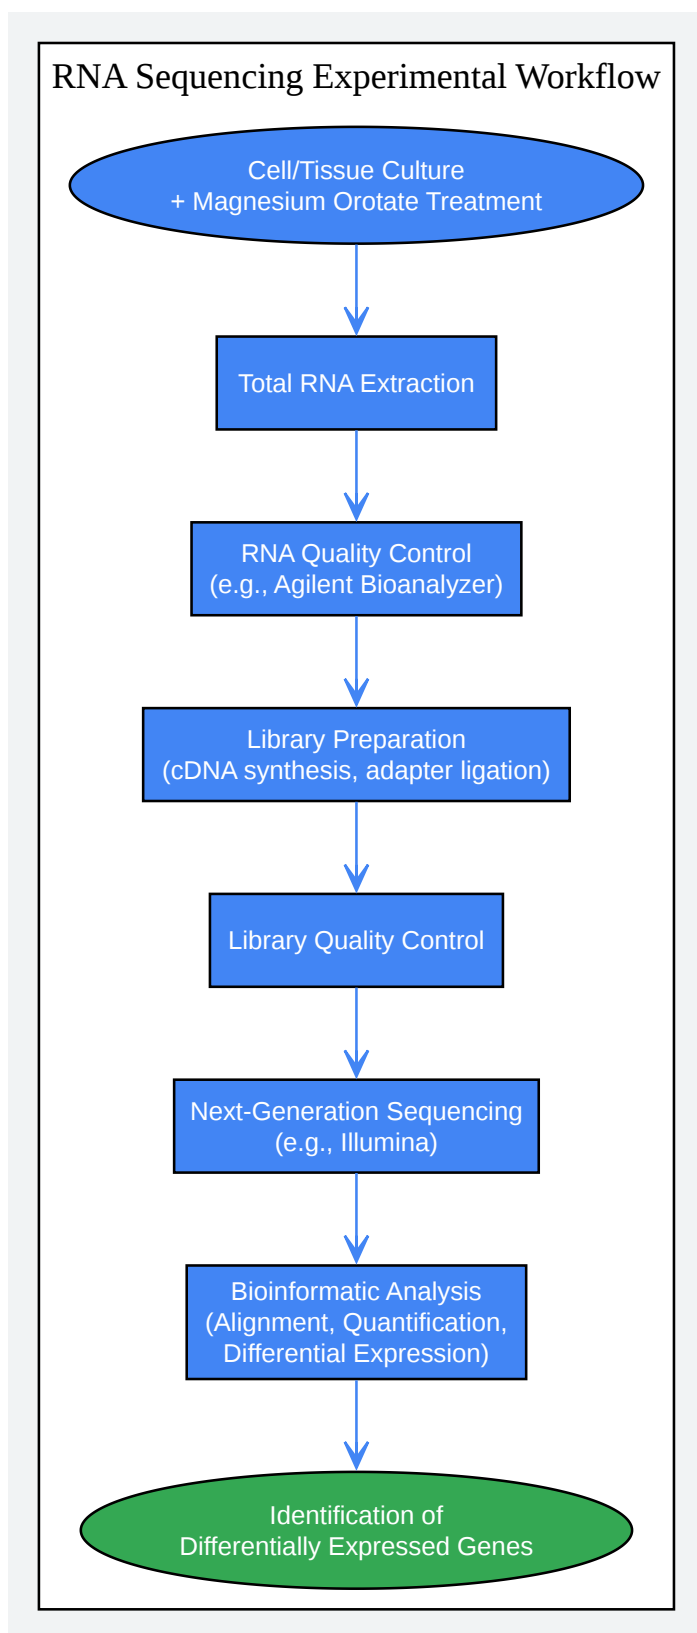 RNA Sequencing Experimental Workflow
Cell/Tissue Culture
+ Magnesium Orotate Treatment
Total RNA Extraction
RNA Quality Control
(e.g., Agilent Bioanalyzer)
Library Preparation
(cDNA synthesis, adapter ligation)
Library Quality Control
Next-Generation Sequencing
(e.g., Illumina)
Bioinformatic Analysis
(Alignment, Quantification,
Differential Expression)
Identification of
Differentially Expressed Genes